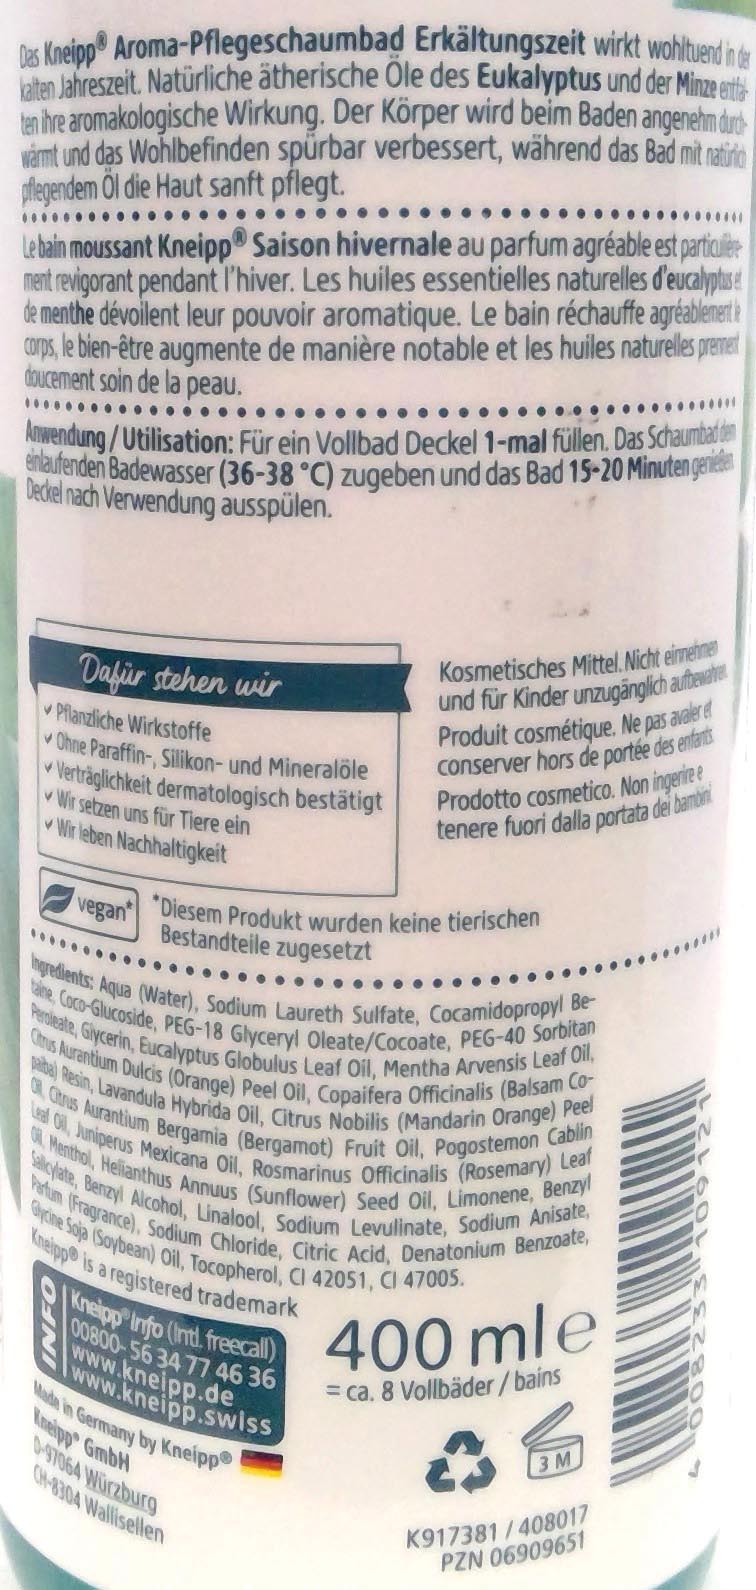 Das Kneipp® Aroma-Pflegeschaumbad Erkältungszeit wirkt wohltuend in der
kalten Jahreszeit. Natürliche ätherische Öle des Eukalyptus und der Minze entfal-
ten ihre aromakologische Wirkung. Der Körper wird beim Baden angenehm durch-
wärmt und das Wohlbefinden spürbar verbessert, während das Bad mit natürlich
pflegendem Öl die Haut sanft pflegt.
Le bain moussant Kneipp® Saison hivernale au parfum agréable est particulière-
ment revigorant pendant l'hiver. Les huiles essentielles naturelles d'eucalyptus et
de menthe dévoilent leur pouvoir aromatique. Le bain réchauffe agréablement le
corps, le bien-être augmente de manière notable et les huiles naturelles prennent
doucement soin de la peau.
Anwendung / Utilisation: Für ein Vollbad Deckel 1-mal füllen. Das Schaumbad dem
einlaufenden Badewasser (36-38 °C) zugeben und das Bad 15-20 Minuten genießen.
Deckel nach Verwendung ausspülen.
Dafür stehen wir
✓ Pflanzliche Wirkstoffe
✓ Ohne Paraffin-, Silikon- und Mineralöle
✓ Verträglichkeit dermatologisch bestätigt
✓ Wir setzen uns für Tiere ein
✓ Wir leben Nachhaltigkeit
Kosmetisches Mittel. Nicht einnehmen
und für Kinder unzugänglich aufbewahren.
Produit cosmétique. Ne pas avaler et
conserver hors de portée des enfants.
Prodotto cosmetico. Non ingerire e
tenere fuori dalla portata dei bambini.
vegan*
*Diesem Produkt wurden keine tierischen
Bestandteile zugesetzt
Ingredients: Aqua (Water), Sodium Laureth Sulfate, Cocamidopropyl Be-
taine, Coco-Glucoside, PEG-18 Glyceryl Oleate/Cocoate, PEG-40 Sorbitan
Peroleate, Glycerin, Eucalyptus Globulus Leaf Oil, Mentha Arvensis Leaf Oil,
Citrus Aurantium Dulcis (Orange) Peel Oil, Copaifera Officinalis (Balsam Co-
paiba) Resin, Lavandula Hybrida Oil, Citrus Nobilis (Mandarin Orange) Peel
Oil, Citrus Aurantium Bergamia (Bergamot) Fruit Oil, Pogostemon Cablin
Leaf Oil, Juniperus Mexicana Oil, Rosmarinus Officinalis (Rosemary) Leaf
Oil, Menthol, Helianthus Annuus (Sunflower) Seed Oil, Limonene, Benzyl
Salicylate, Benzyl Alcohol, Linalool, Sodium Levulinate, Sodium Anisate,
Parfum (Fragrance), Sodium Chloride, Citric Acid, Denatonium Benzoate,
Glycine Soja (Soybean) Oil, Tocopherol, CI 42051, CI 47005.
Kneipp® is a registered trademark
INFO
Kneipp® Info (Intl. freecall)
00800- 56 34 77 46 36
www.kneipp.de
www.kneipp.swiss
Made in Germany by Kneipp®
Kneipp® GmbH
D-97064 Würzburg
CH-8304 Wallisellen
400 ml e
= ca. 8 Vollbäder / bains
3 M
K917381 / 408017
PZN 06909651
4 008233 109121